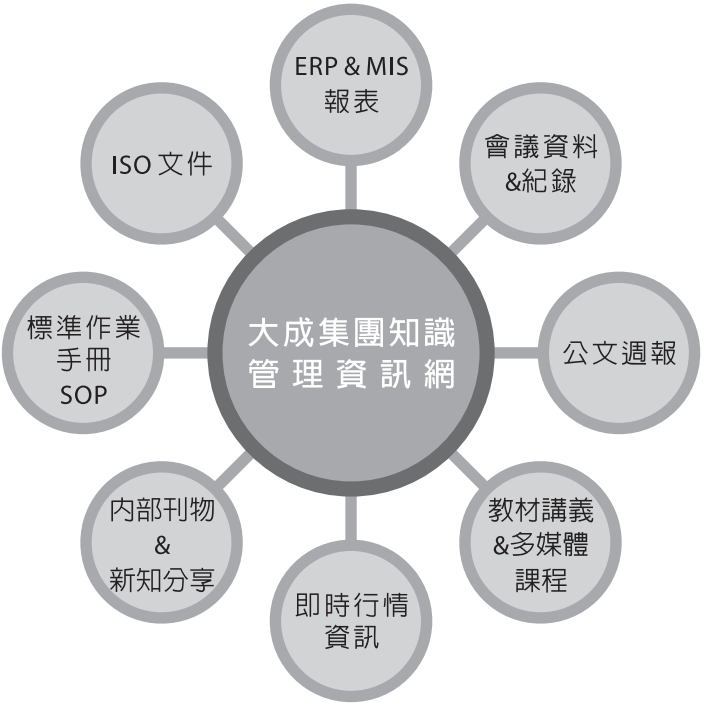 大成集團知識
管理資訊網
ERP & MIS
報表
會議資料
&紀錄
公文週報
教材講義
&多媒體
課程
即時行情
資訊
內部刊物
&
新知分享
標準作業
手冊
SOP
ISO 文件